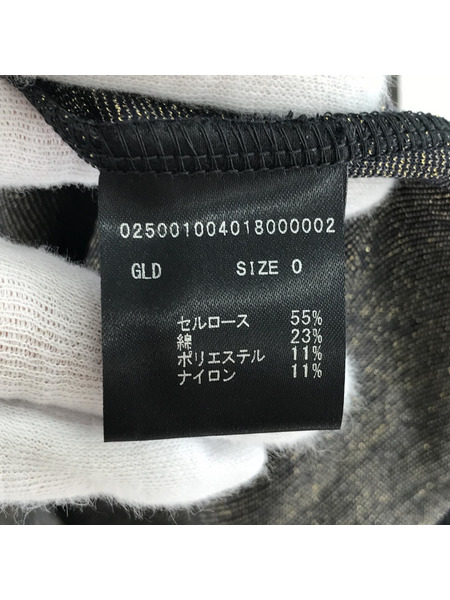 025001004018000002
GLD SIZE 0
セルロース 55%
綿 23%
ポリエステル 11%
ナイロン 11%